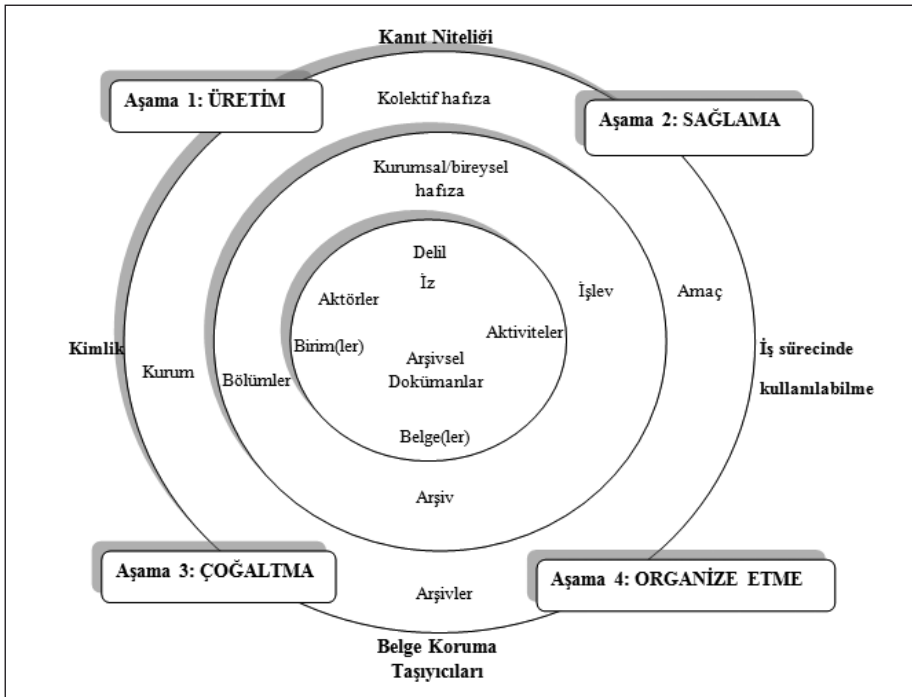 Kanıt Niteliği
Aşama 1: ÜRETİM
Kolektif hafıza
Aşama 2: SAĞLAMA
Kurumsal/bireysel
hafıza
Delil
İz
Aktörler
İşlev
Amaç
Aktiviteler
Kimlik
Birim(ler)
Arşivsel
Dokümanlar
İş sürecinde
kullanılabilme
Kurum
Bölümler
Belge(ler)
Arşiv
Aşama 3: ÇOĞALTMA
Aşama 4: ORGANİZE ETME
Arşivler
Belge Koruma
Taşıyıcıları